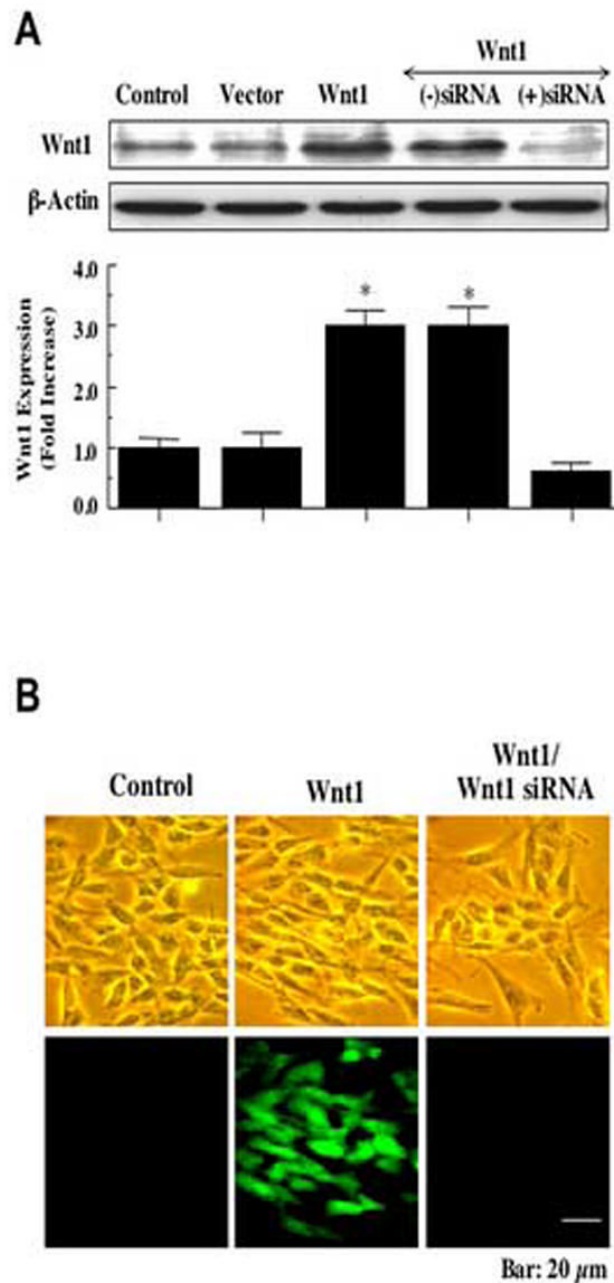 A
Wnt1
Control Vector Wnt1 (-)siRNA (+)siRNA
Wnt1
β-Actin
Wnt1 Expression
(Fold Increase)
4.0
3.0
2.0
1.0
0.0
*
*
B
Control
Wnt1
Wnt1/
Wnt1 siRNA
Bar: 20 μm